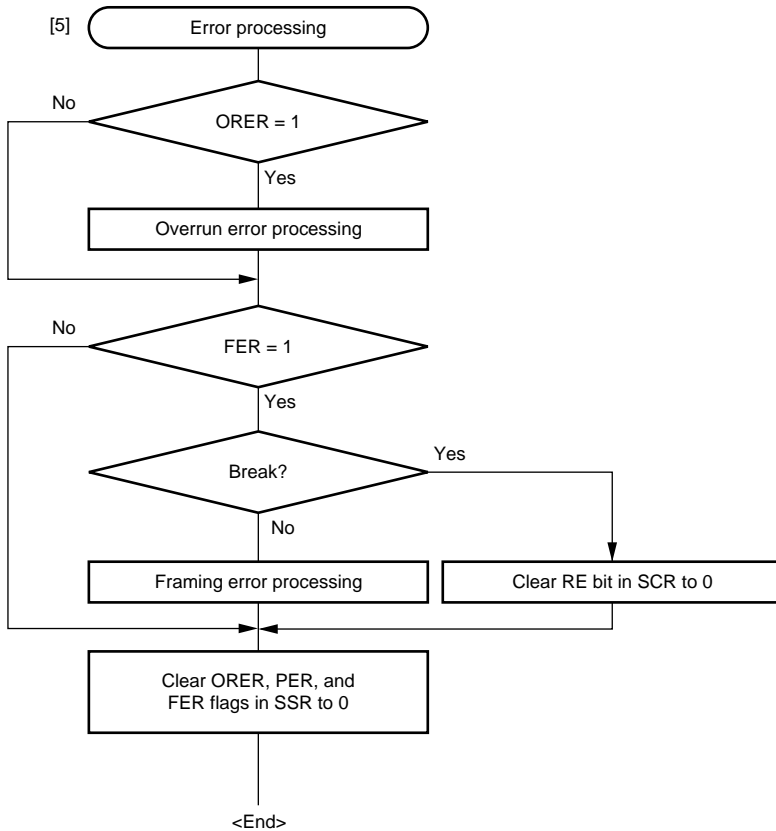 [5]
Error processing
No
ORER = 1
Yes
Overrun error processing
No
FER = 1
Yes
Break?
Yes
No
Framing error processing
Clear RE bit in SCR to 0
Clear ORER, PER, and
FER flags in SSR to 0
<End>